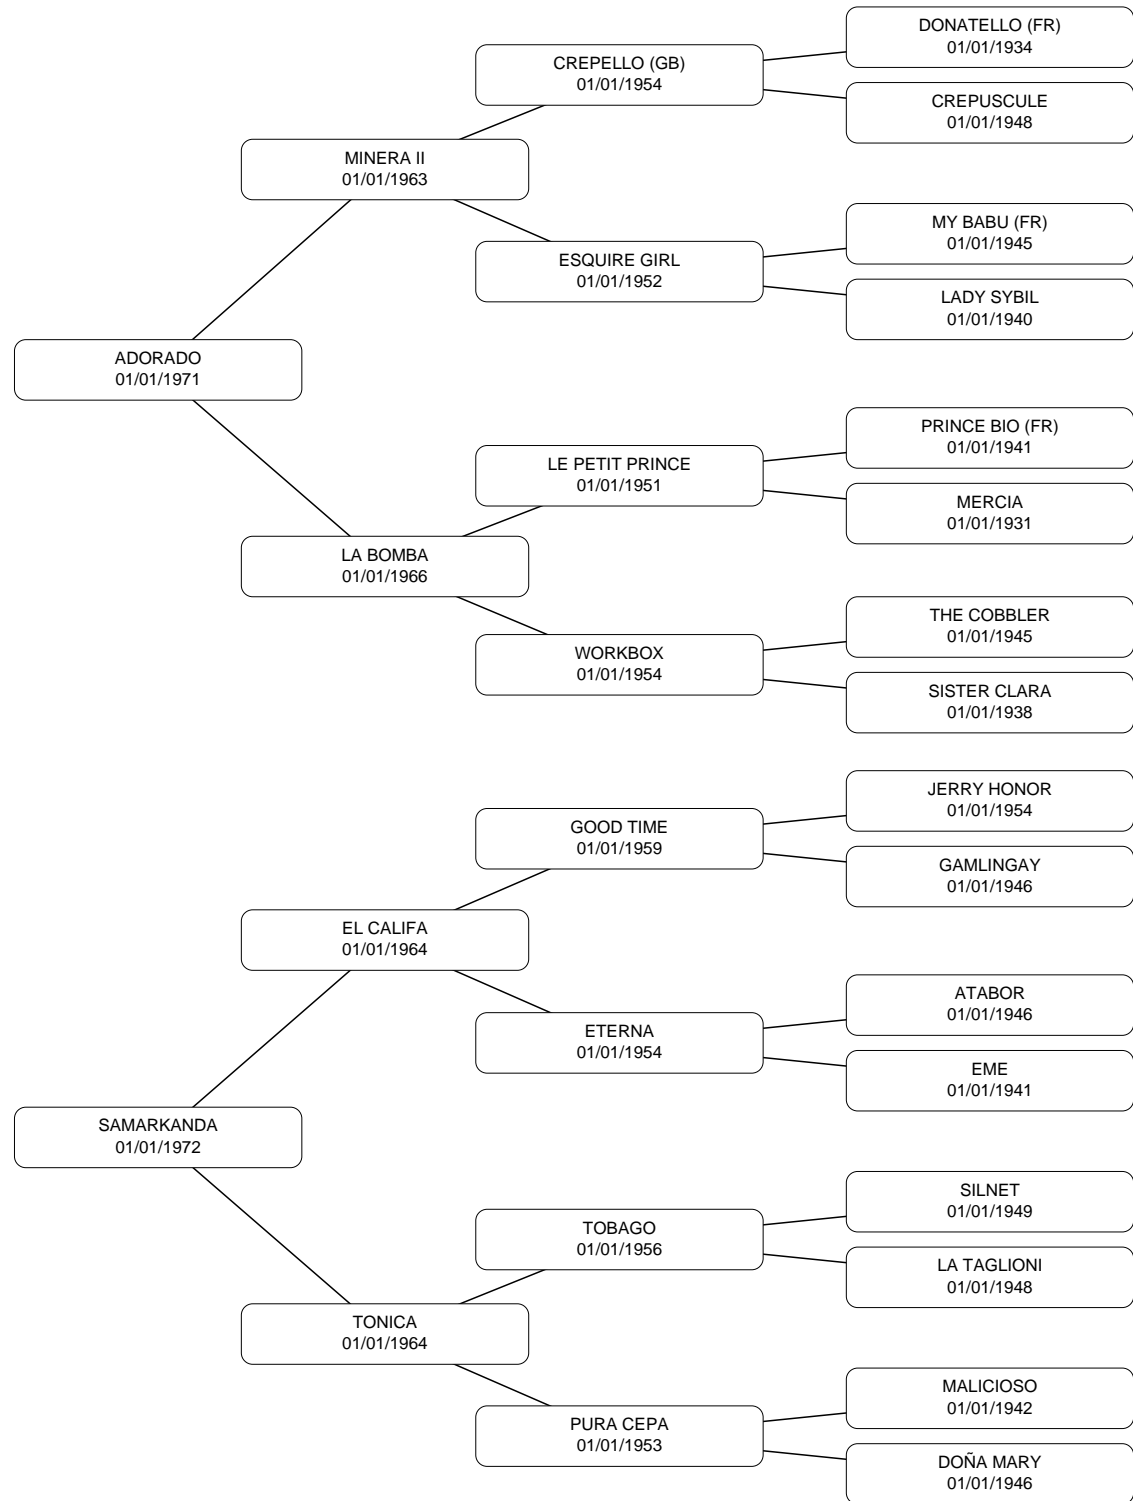 DONATELLO (FR)
01/01/1934
CREPELLO (GB)
01/01/1954
CREPUSCULE
01/01/1948
MINERA II
01/01/1963
MY BABU (FR)
01/01/1945
ESQUIRE GIRL
01/01/1952
LADY SYBIL
01/01/1940
ADORADO
01/01/1971
PRINCE BIO (FR)
01/01/1941
LE PETIT PRINCE
01/01/1951
MERCIA
01/01/1931
LA BOMBA
01/01/1966
THE COBBLER
01/01/1945
WORKBOX
01/01/1954
SISTER CLARA
01/01/1938
JERRY HONOR
01/01/1954
GOOD TIME
01/01/1959
GAMLINGAY
01/01/1946
EL CALIFA
01/01/1964
ATABOR
01/01/1946
ETERNA
01/01/1954
EME
01/01/1941
SAMARKANDA
01/01/1972
SILNET
01/01/1949
TOBAGO
01/01/1956
LA TAGLIONI
01/01/1948
TONICA
01/01/1964
MALICIOSO
01/01/1942
PURA CEPA
01/01/1953
DOÑA MARY
01/01/1946